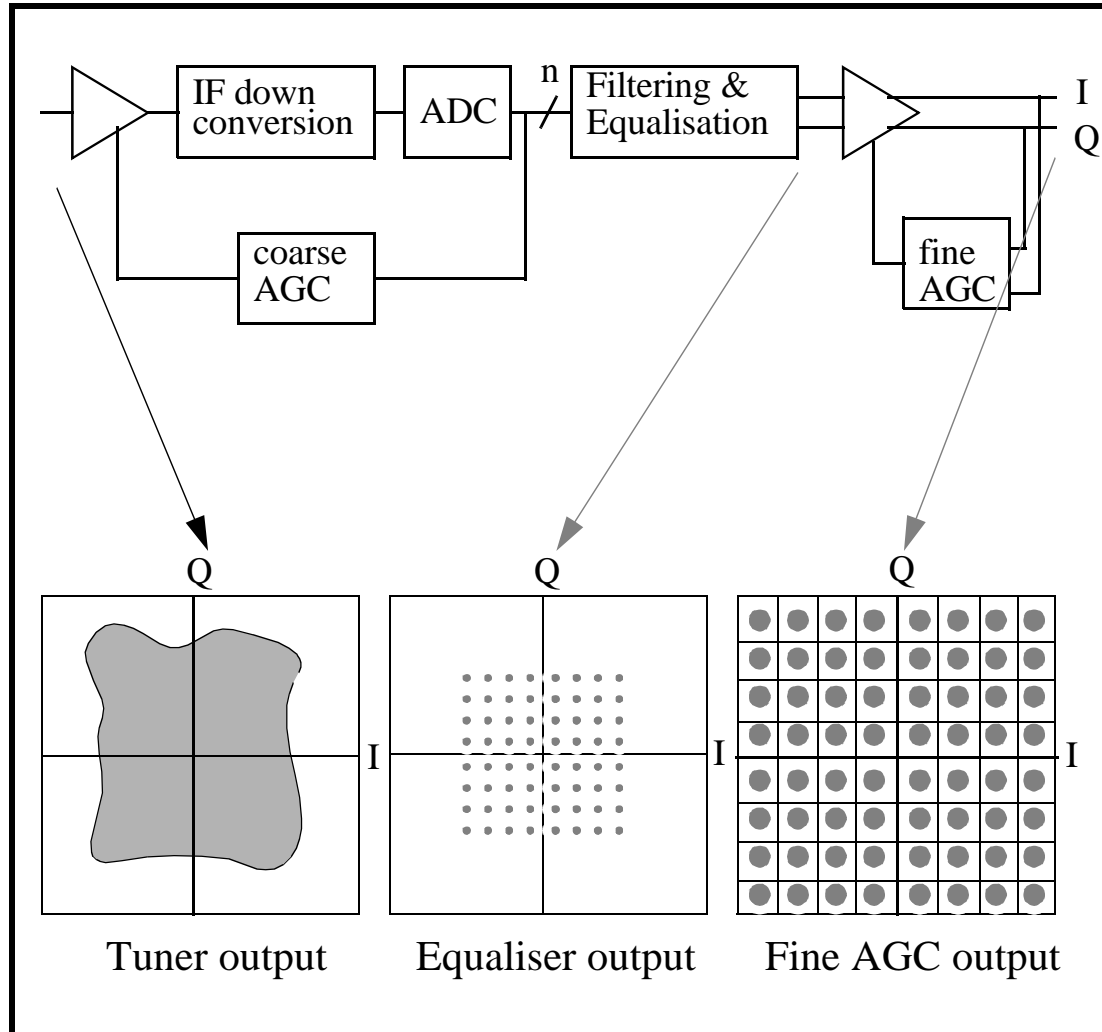 IF down
conversion
ADC
n
Filtering &
Equalisation
I
Q
coarse
AGC
fine
AGC
Q
Q
Q
I
I
I
Tuner output
Equaliser output
Fine AGC output